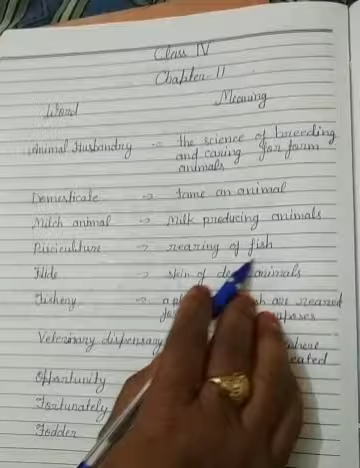 Class IV
Chapter-11
Word Meaning
Animal Husbandry -> the science of breeding
and caring for farm
animals
Domesticate -> tame an animal
Milch animal -> Milk producing animals
Pisciculture -> rearing of fish
Hide -> skin of animals
Fishery -> are reared
Veterinary dispensary
Opportunity
Fortunately
Fodder